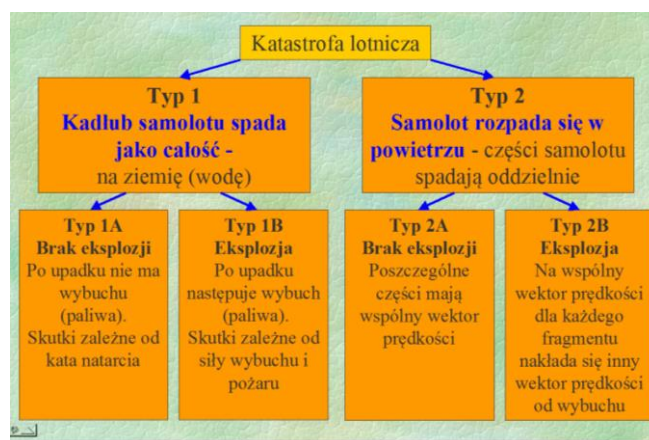 Katastrofa lotnicza
Typ 1
Kadłub samolotu spada
jako całość -
na ziemię (wodę)
Typ 2
Samolot rozpada się w
powietrzu - części samolotu
spadają oddzielnie
Typ 1A
Brak eksplozji
Po upadku nie ma
wybuchu
(paliwa).
Skutki zależne od
kata natarcia
Typ 1B
Eksplozja
Po upadku
następuje wybuch
(paliwa). Skutki
zależne od
siły wybuchu i
pożaru
Typ 2A
Brak eksplozji
Poszczególne
części mają
wspólny wektor
prędkości
Typ 2B
Eksplozja
Na wspólny
wektor prędkości
dla każdego
fragmentu
nakłada się inny
wektor prędkości
od wybuchu